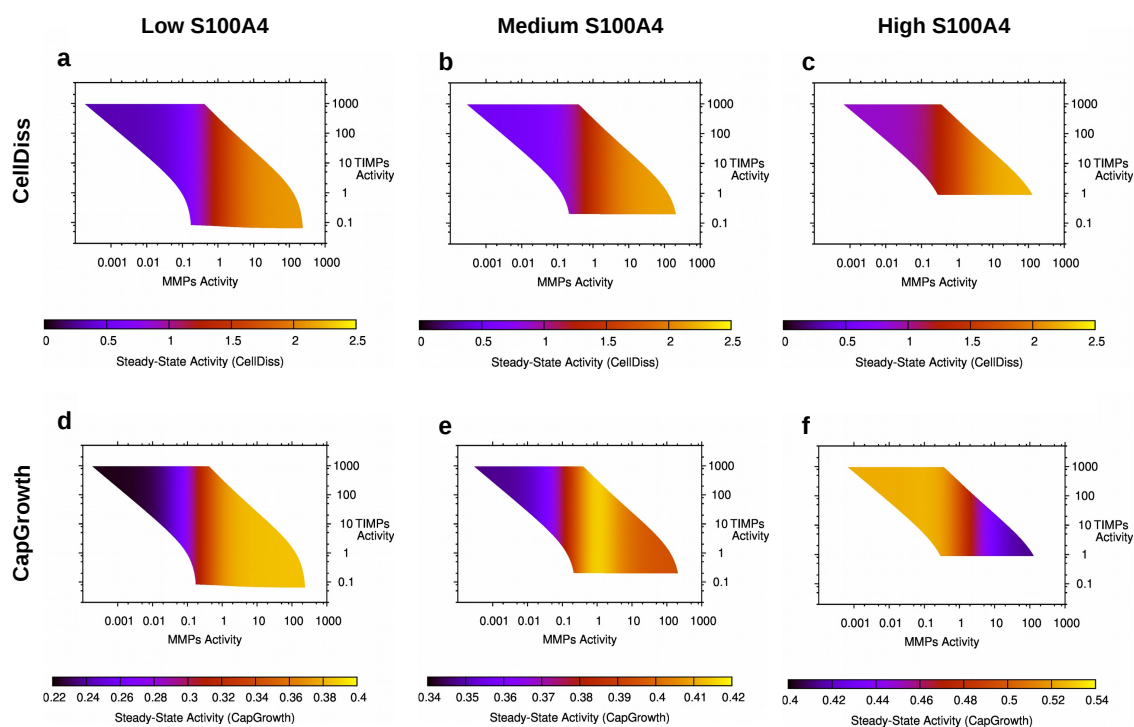 Low S100A4 Medium S100A4 High S100A4
a b c
CellDiss
1000
100
10 TIMPs
Activity
1
0.1
0.001 0.01 0.1 1 10 100 1000
MMPs Activity
1000
100
10 TIMPs
Activity
1
0.1
0.001 0.01 0.1 1 10 100 1000
MMPs Activity
1000
100
10 TIMPs
Activity
1
0.1
0.001 0.01 0.1 1 10 100 1000
MMPs Activity
0 0.5 1 1.5 2 2.5
Steady-State Activity (CellDiss)
0 0.5 1 1.5 2 2.5
Steady-State Activity (CellDiss)
0 0.5 1 1.5 2 2.5
Steady-State Activity (CellDiss)
d e f
CapGrowth
1000
100
10 TIMPs
Activity
1
0.1
0.001 0.01 0.1 1 10 100 1000
MMPs Activity
1000
100
10 TIMPs
Activity
1
0.1
0.001 0.01 0.1 1 10 100 1000
MMPs Activity
1000
100
10 TIMPs
Activity
1
0.1
0.001 0.01 0.1 1 10 100 1000
MMPs Activity
0.22 0.24 0.26 0.28 0.3 0.32 0.34 0.36 0.38 0.4
Steady-State Activity (CapGrowth)
0.34 0.35 0.36 0.37 0.38 0.39 0.4 0.41 0.42
Steady-State Activity (CapGrowth)
0.4 0.42 0.44 0.46 0.48 0.5 0.52 0.54
Steady-State Activity (CapGrowth)